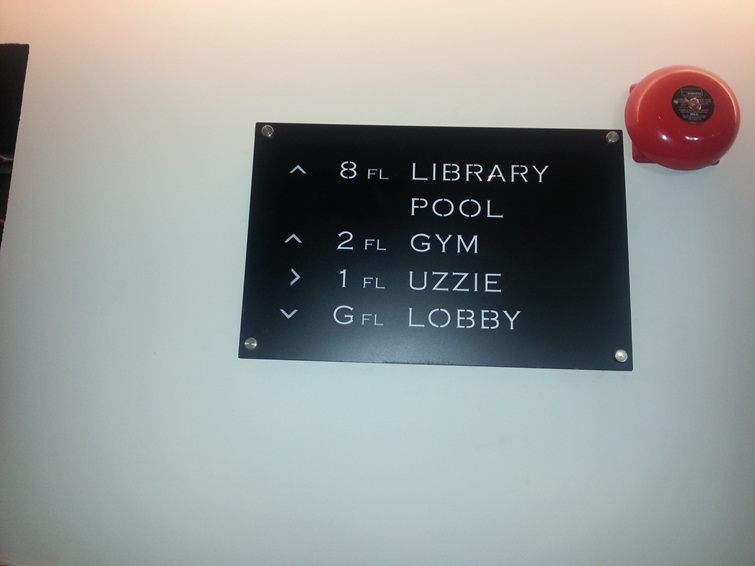 ^ 8 FL LIBRARY
POOL
^ 2 FL GYM
> 1 FL UZZIE
v G FL LOBBY